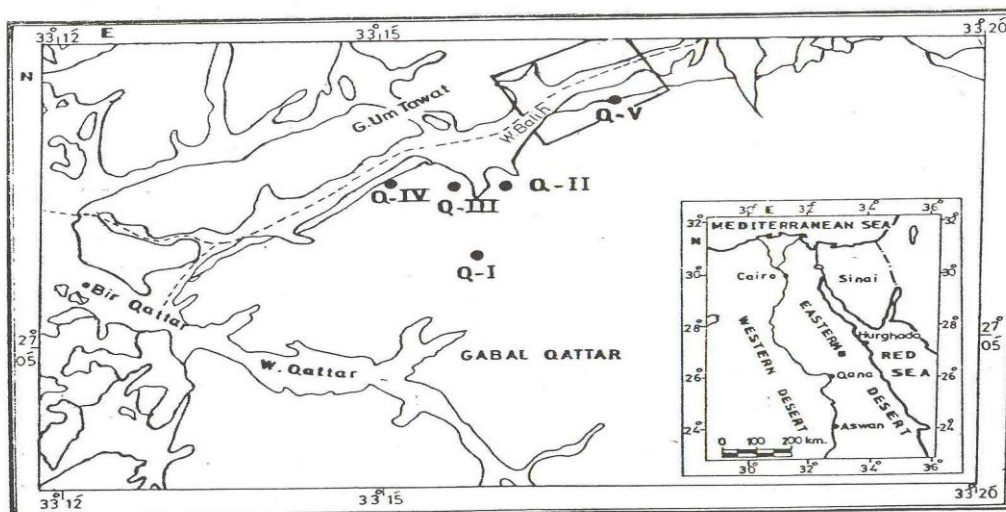 33°12 E 33°15 33°20
N
G.Um Tawat
W.Balih
Q-V
Q-IV Q-III Q-II
Q-I
Bir Qattar
27°05
W.Qattar
GABAL QATTAR
27°05
33°12 33°15 33°20
30° E 32° 34°
32° 32°
MEDITERRANEAN SEA
N
Cairo
Sinai
30° 30°
28° 28°
Hurghada
WESTERN DESERT
EASTERN DESERT
RED SEA
26° 26°
Qana
24° 24°
Aswan
0 100 200 km.
30° 32° 34° 36